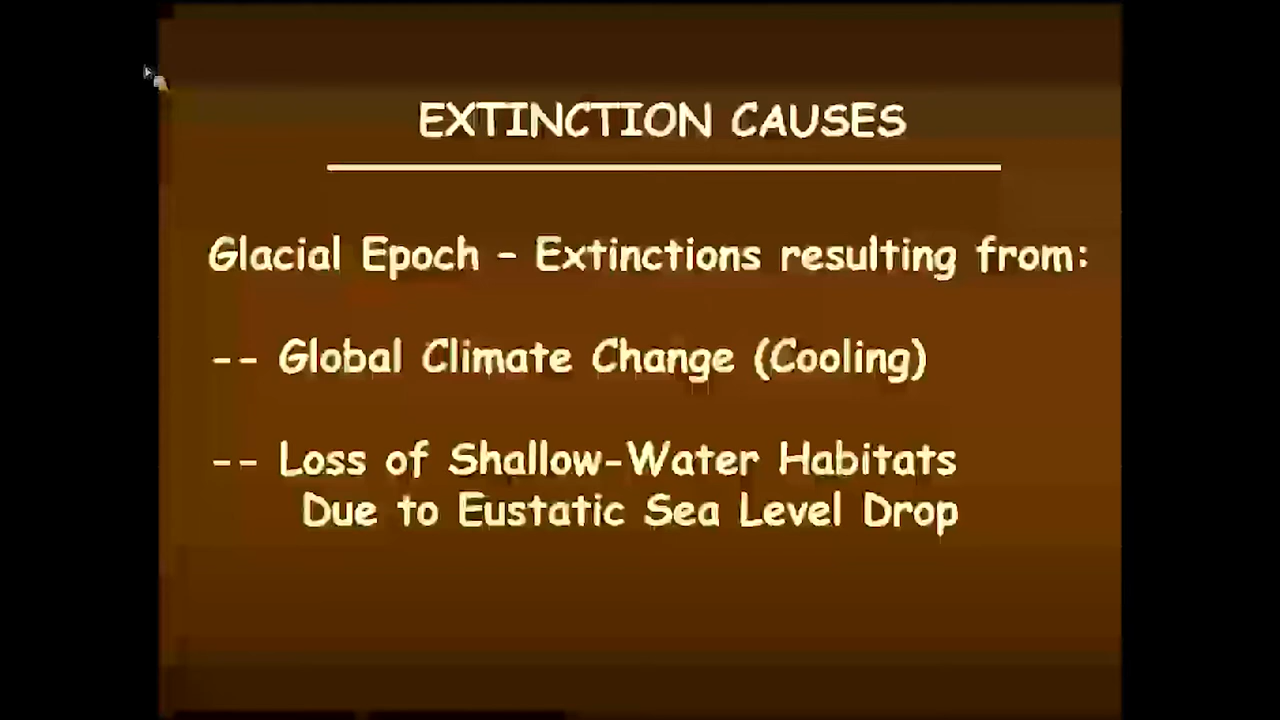 EXTINCTION CAUSES
Glacial Epoch – Extinctions resulting from:
-- Global Climate Change (Cooling)
-- Loss of Shallow-Water Habitats
Due to Eustatic Sea Level Drop